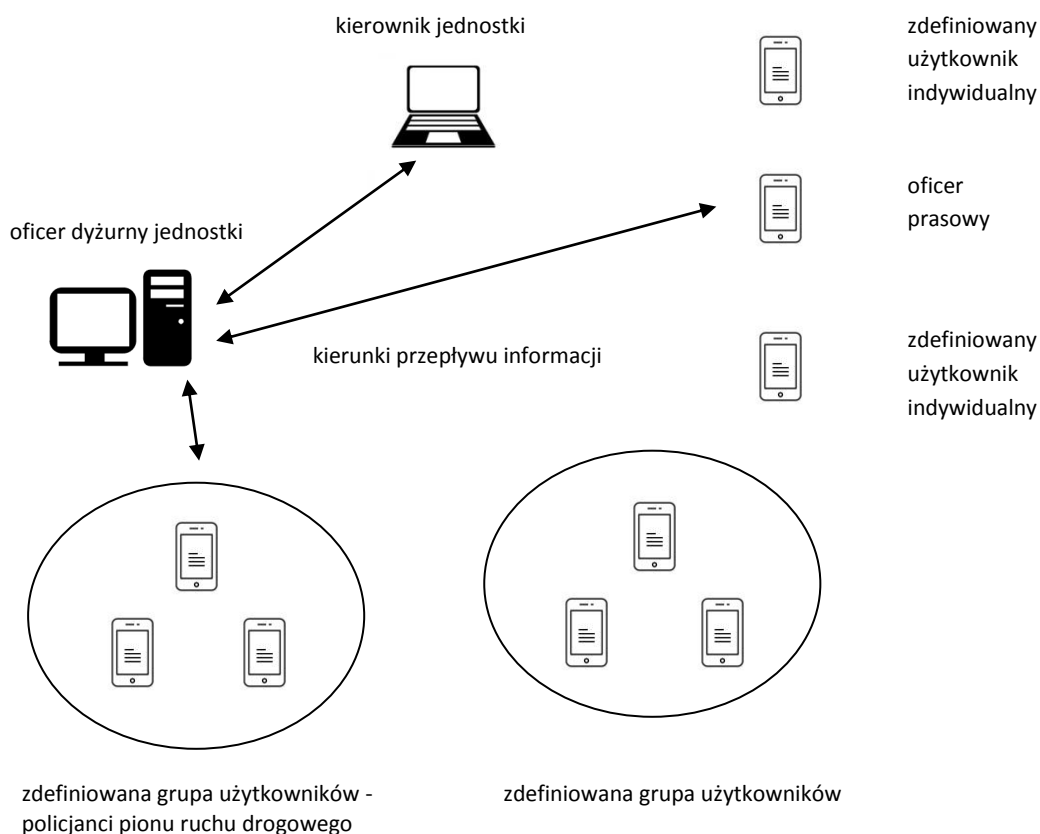 kierownik jednostki
zdefiniowany
użytkownik
indywidualny
oficer
prasowy
oficer dyżurny jednostki
kierunki przepływu informacji
zdefiniowany
użytkownik
indywidualny
zdefiniowana grupa użytkowników -
policjanci pionu ruchu drogowego
zdefiniowana grupa użytkowników